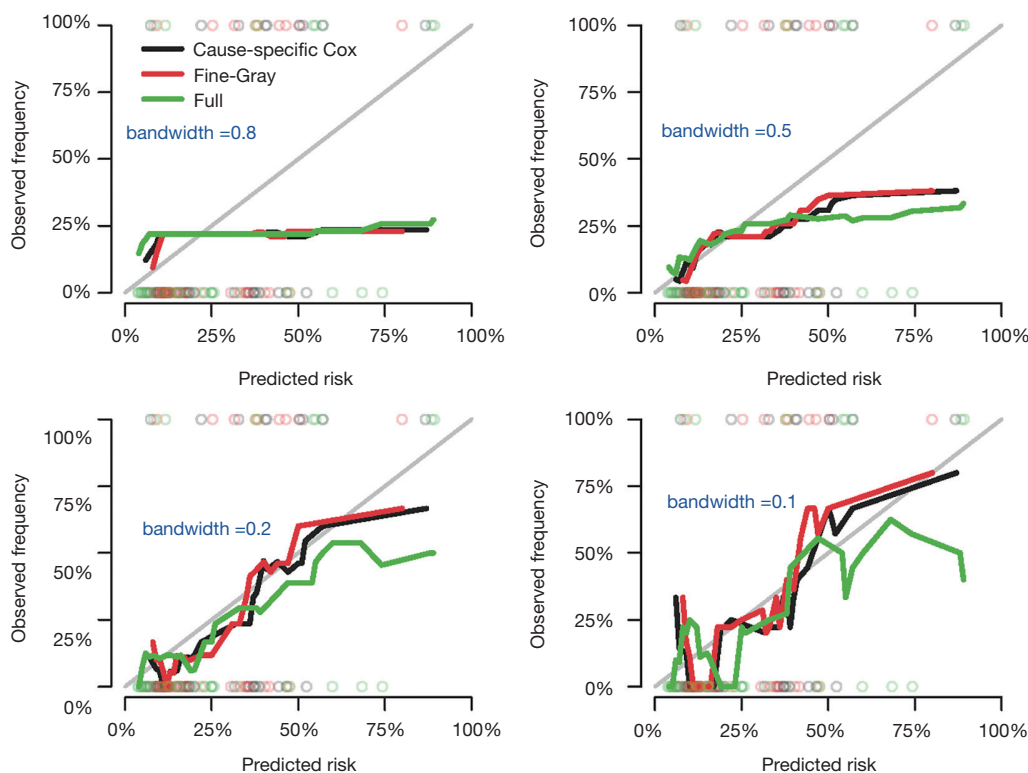 100%
75%
50%
25%
0%
Observed frequency
Cause-specific Cox
Fine-Gray
Full
bandwidth =0.8
0%
25%
50%
75%
100%
Predicted risk
100%
75%
50%
25%
0%
Observed frequency
bandwidth =0.5
0%
25%
50%
75%
100%
Predicted risk
100%
75%
50%
25%
0%
Observed frequency
bandwidth =0.2
0%
25%
50%
75%
100%
Predicted risk
100%
75%
50%
25%
0%
Observed frequency
bandwidth =0.1
0%
25%
50%
75%
100%
Predicted risk